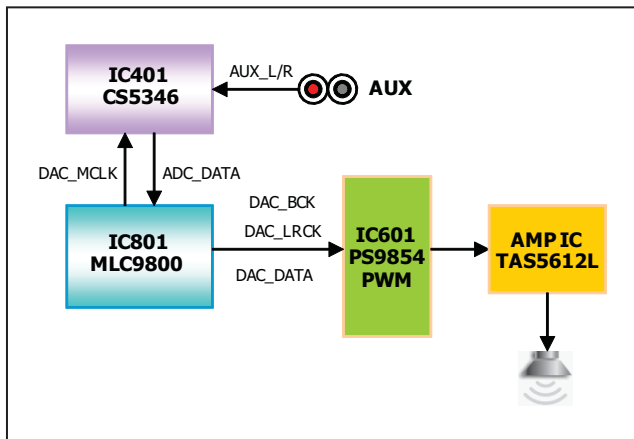 IC401
CS5346
AUX_L/R
AUX
DAC_MCLK
ADC_DATA
IC801
MLC9800
DAC_BCK
DAC_LRCK
DAC_DATA
IC601
PS9854
PWM
AMP IC
TAS5612L